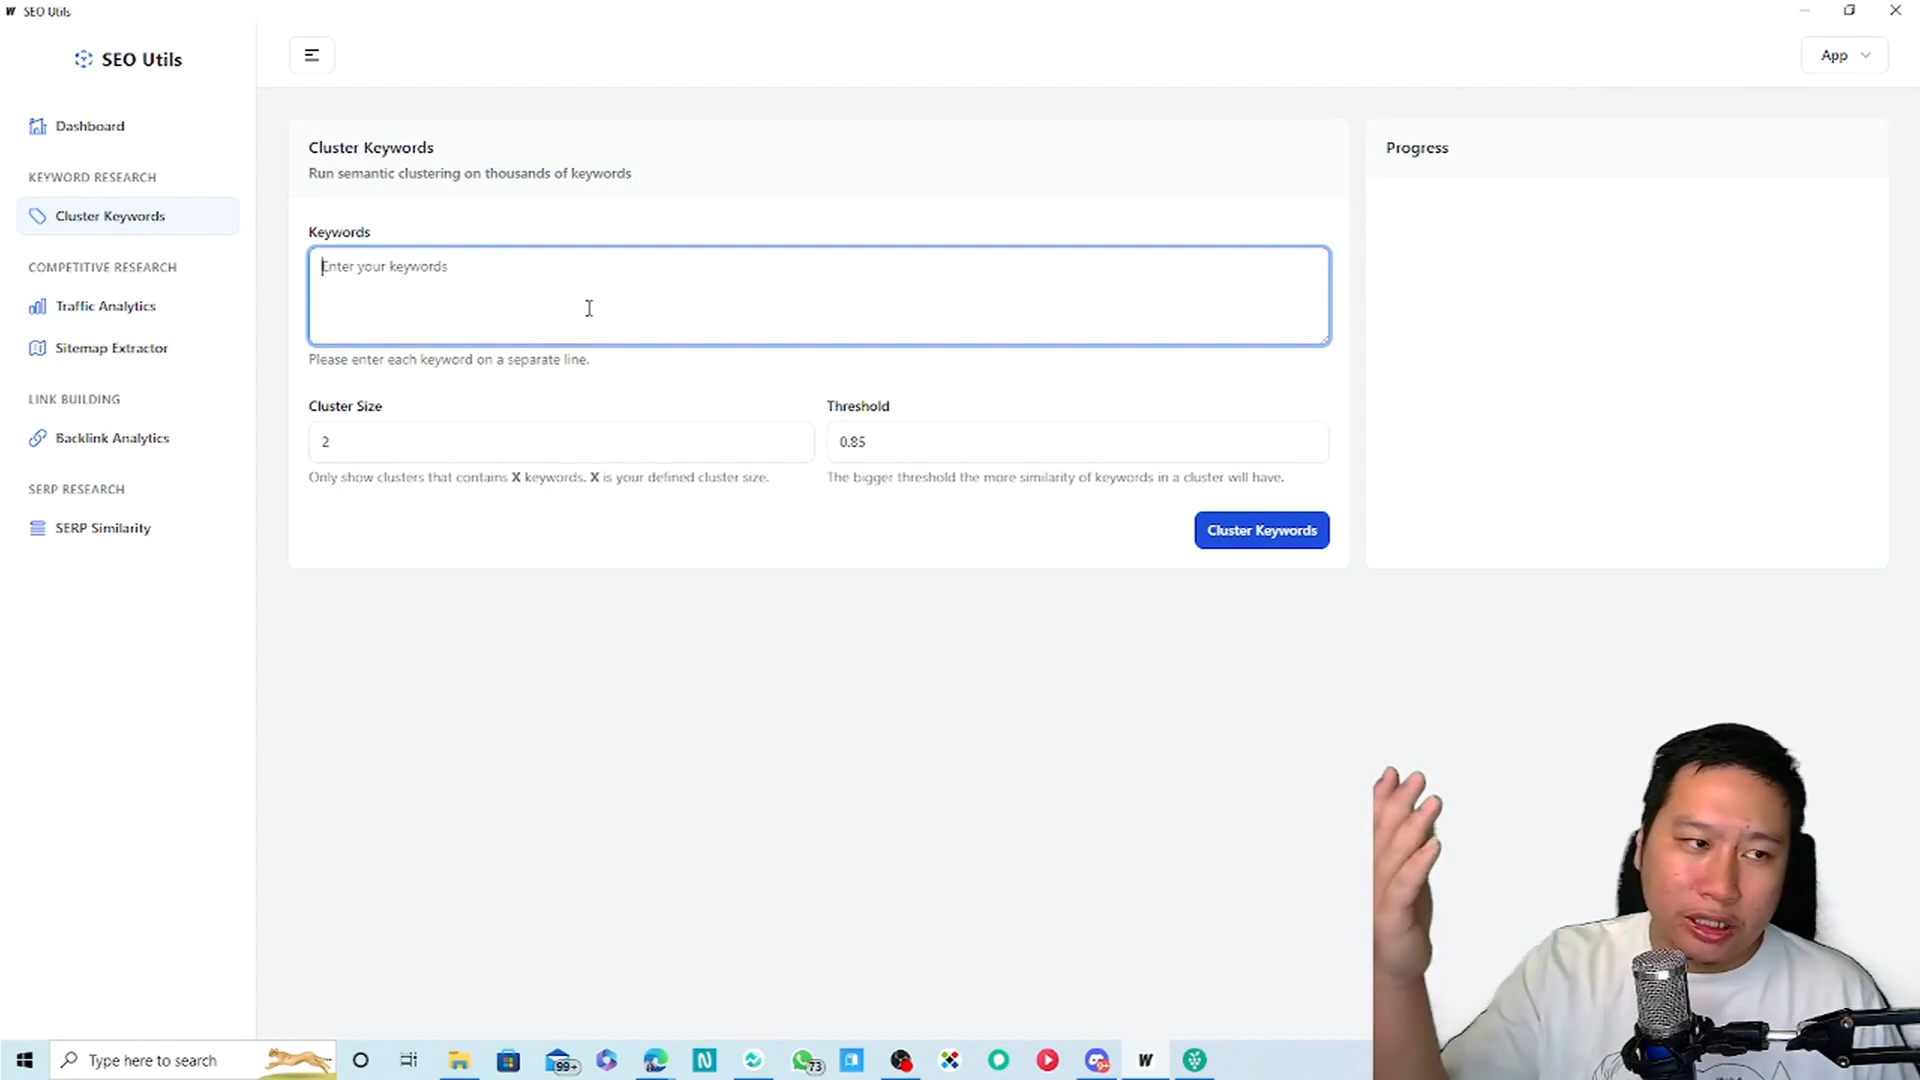 W SEO Utils
SEO Utils
App
Dashboard
KEYWORD RESEARCH
Cluster Keywords
COMPETITIVE RESEARCH
Traffic Analytics
Sitemap Extractor
LINK BUILDING
Backlink Analytics
SERP RESEARCH
SERP Similarity
Cluster Keywords
Run semantic clustering on thousands of keywords
Keywords
Enter your keywords
Please enter each keyword on a separate line.
Cluster Size
2
Only show clusters that contains X keywords. X is your defined cluster size.
Threshold
0.85
The bigger threshold the more similarity of keywords in a cluster will have.
Cluster Keywords
Progress
Type here to search
99+
73
N
W